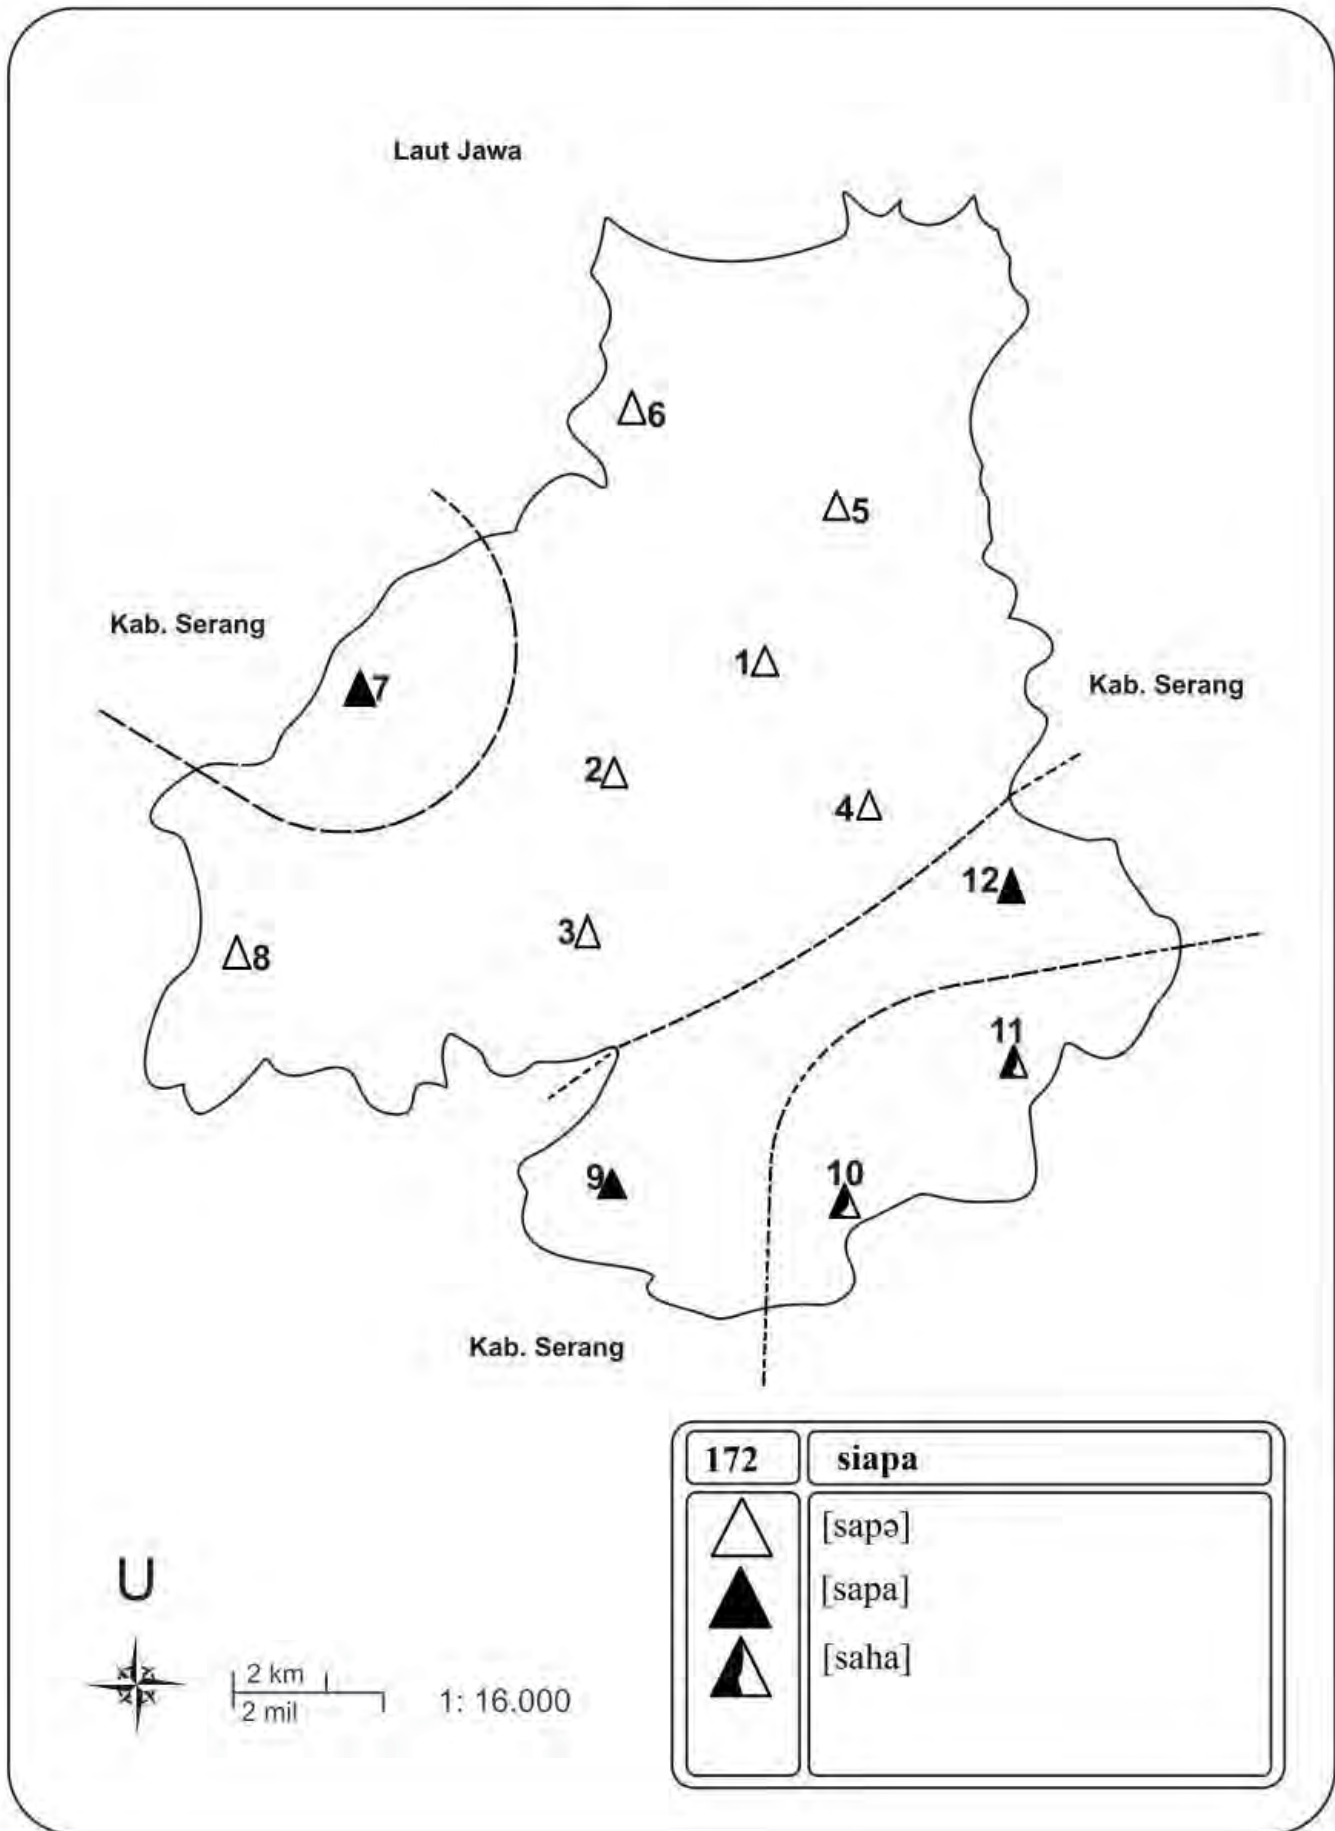 Laut Jawa
6
5
Kab. Serang
1
Kab. Serang
7
2
4
12
3
8
11
9
10
Kab. Serang
172 siapa
[sapə]
[sapa]
[saha]
U
2 km
2 mil
1: 16.000